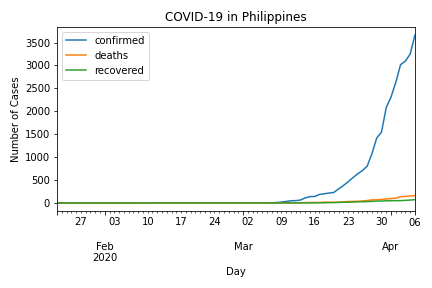 COVID-19 in Philippines
confirmed
deaths
recovered
Number of Cases
3500
3000
2500
2000
1500
1000
500
0
27 03 10 17 24 02 09 16 23 30 06
Feb Mar Apr
2020
Day